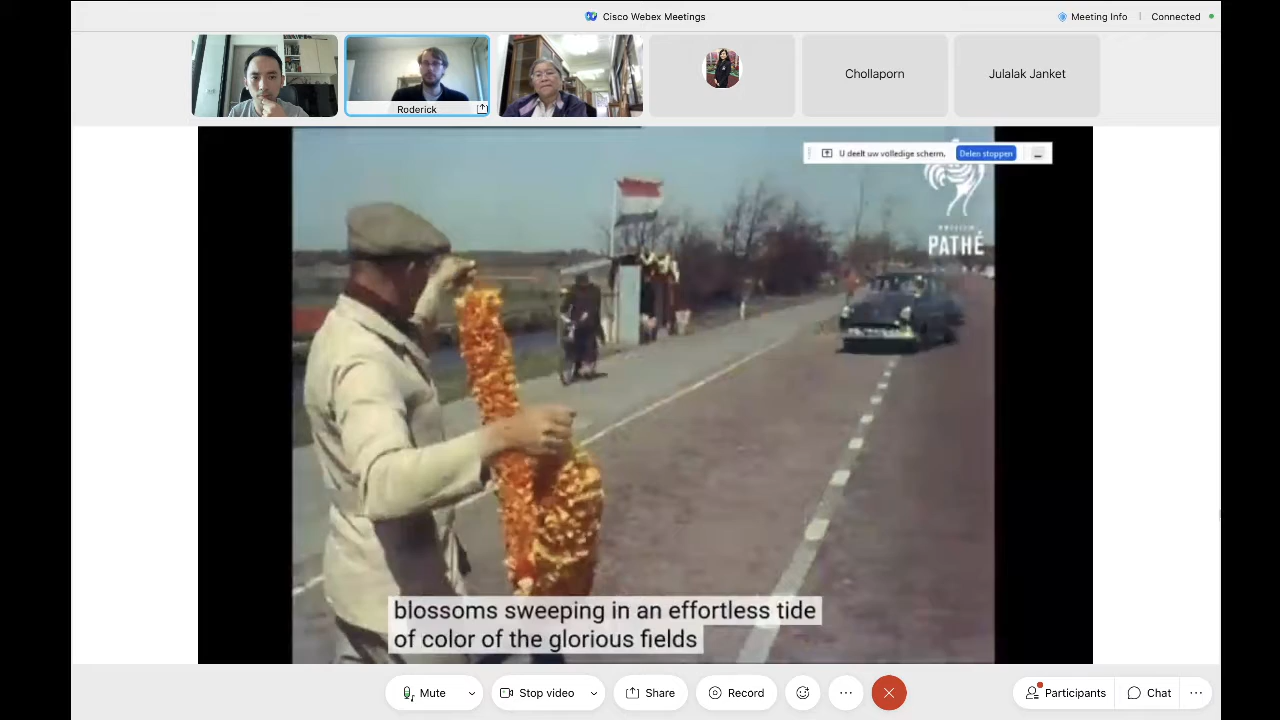 Cisco Webex Meetings
Meeting Info
Connected
Roderick
Chollaporn
Julalak Janket
U deelt uw volledige scherm.
Delen stoppen
BRITISH
PATHÉ
blossoms sweeping in an effortless tide
of color of the glorious fields
Mute
Stop video
Share
Record
Participants
Chat